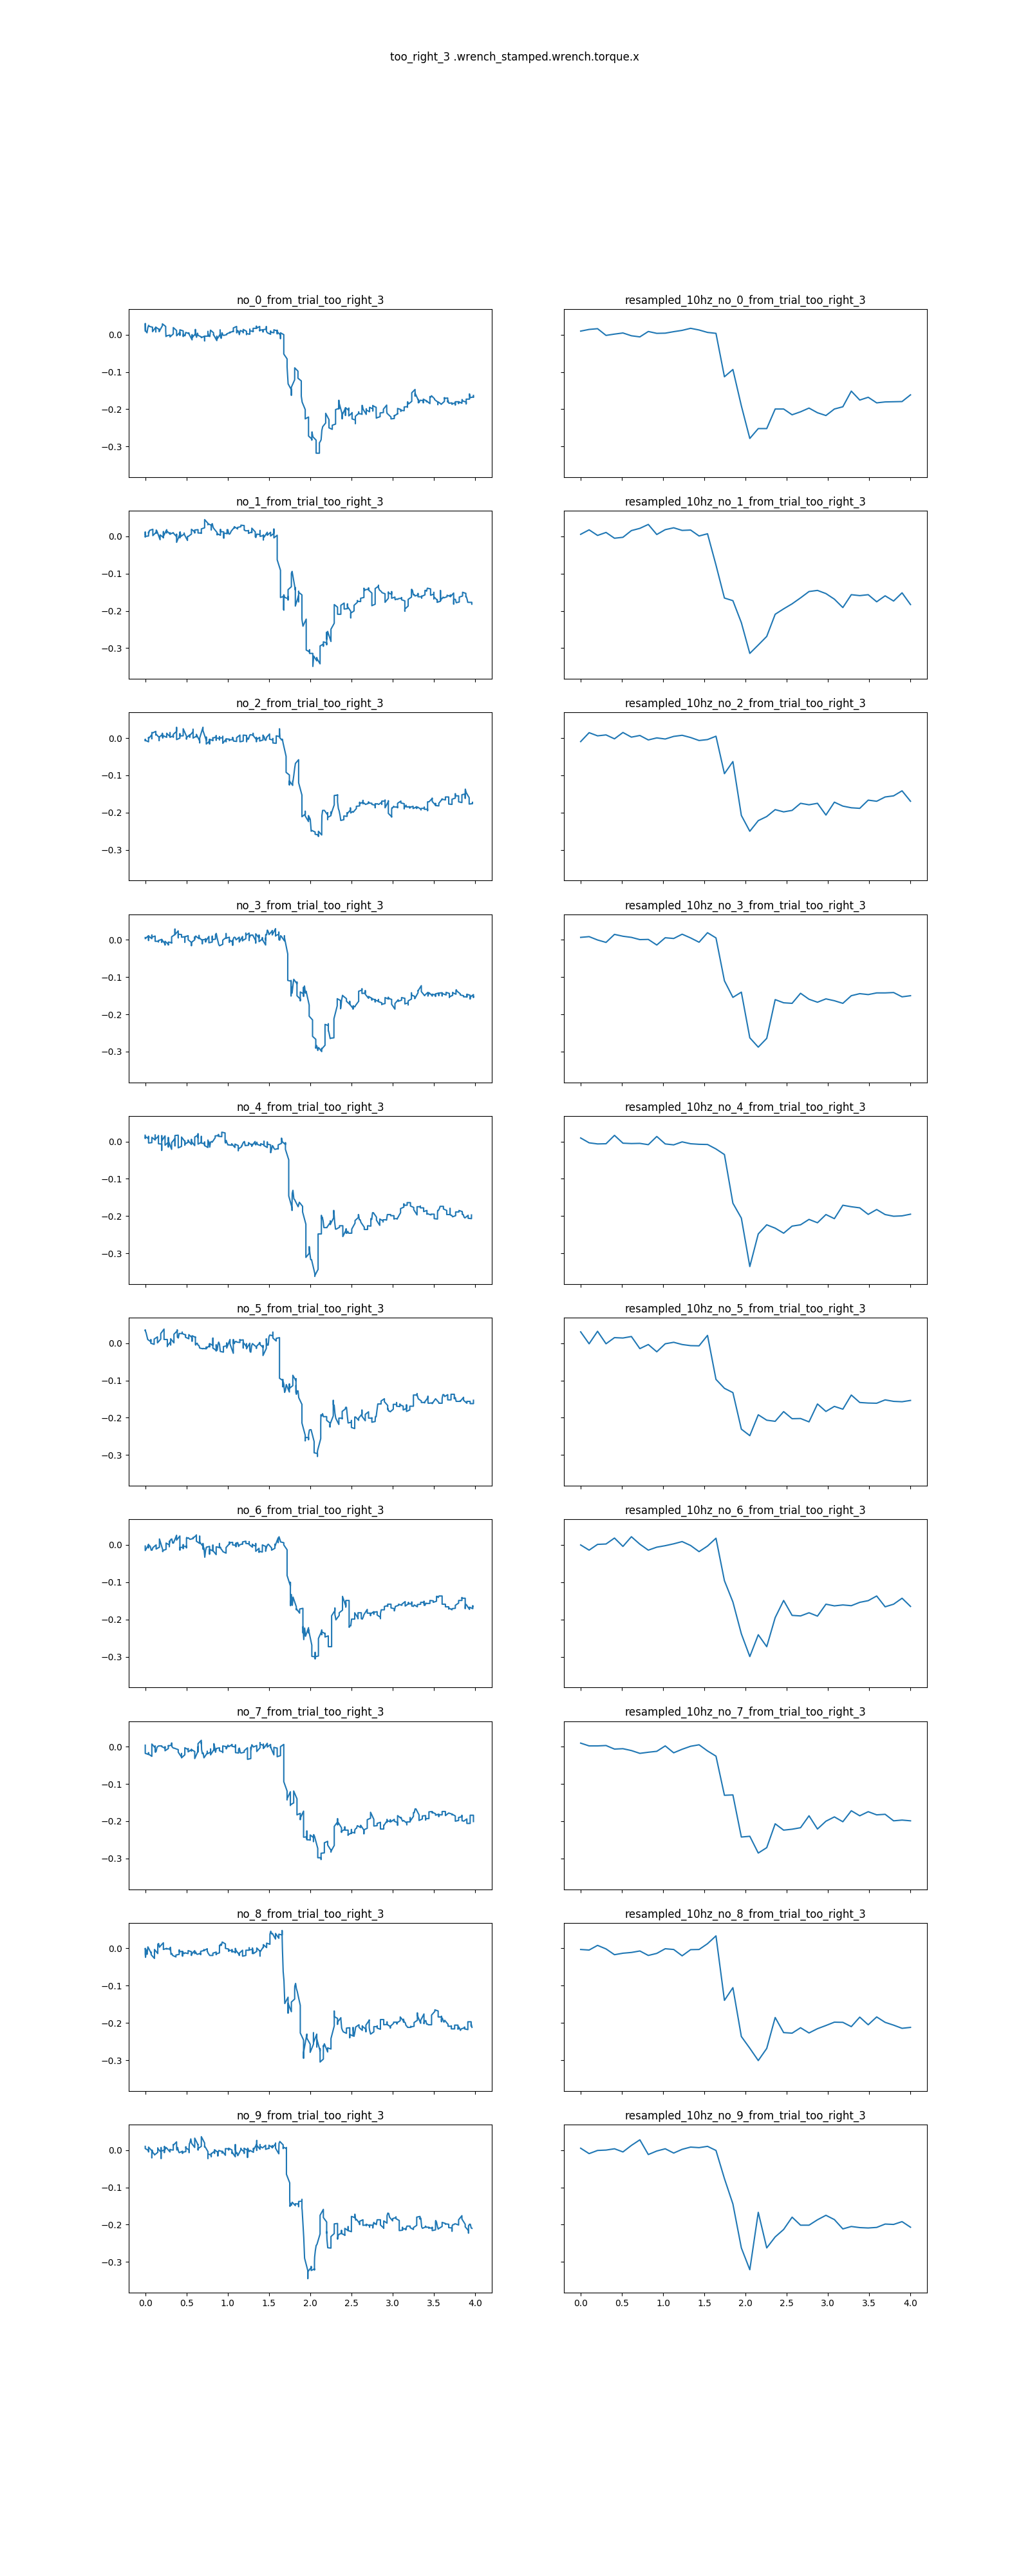 too_right_3 .wrench_stamped.wrench.torque.x
no_0_from_trial_too_right_3
resampled_10hz_no_0_from_trial_too_right_3
0.0
−0.1
−0.2
−0.3
no_1_from_trial_too_right_3
resampled_10hz_no_1_from_trial_too_right_3
0.0
−0.1
−0.2
−0.3
no_2_from_trial_too_right_3
resampled_10hz_no_2_from_trial_too_right_3
0.0
−0.1
−0.2
−0.3
no_3_from_trial_too_right_3
resampled_10hz_no_3_from_trial_too_right_3
0.0
−0.1
−0.2
−0.3
no_4_from_trial_too_right_3
resampled_10hz_no_4_from_trial_too_right_3
0.0
−0.1
−0.2
−0.3
no_5_from_trial_too_right_3
resampled_10hz_no_5_from_trial_too_right_3
0.0
−0.1
−0.2
−0.3
no_6_from_trial_too_right_3
resampled_10hz_no_6_from_trial_too_right_3
0.0
−0.1
−0.2
−0.3
no_7_from_trial_too_right_3
resampled_10hz_no_7_from_trial_too_right_3
0.0
−0.1
−0.2
−0.3
no_8_from_trial_too_right_3
resampled_10hz_no_8_from_trial_too_right_3
0.0
−0.1
−0.2
−0.3
no_9_from_trial_too_right_3
resampled_10hz_no_9_from_trial_too_right_3
0.0
−0.1
−0.2
−0.3
0.0 0.5 1.0 1.5 2.0 2.5 3.0 3.5 4.0
0.0 0.5 1.0 1.5 2.0 2.5 3.0 3.5 4.0